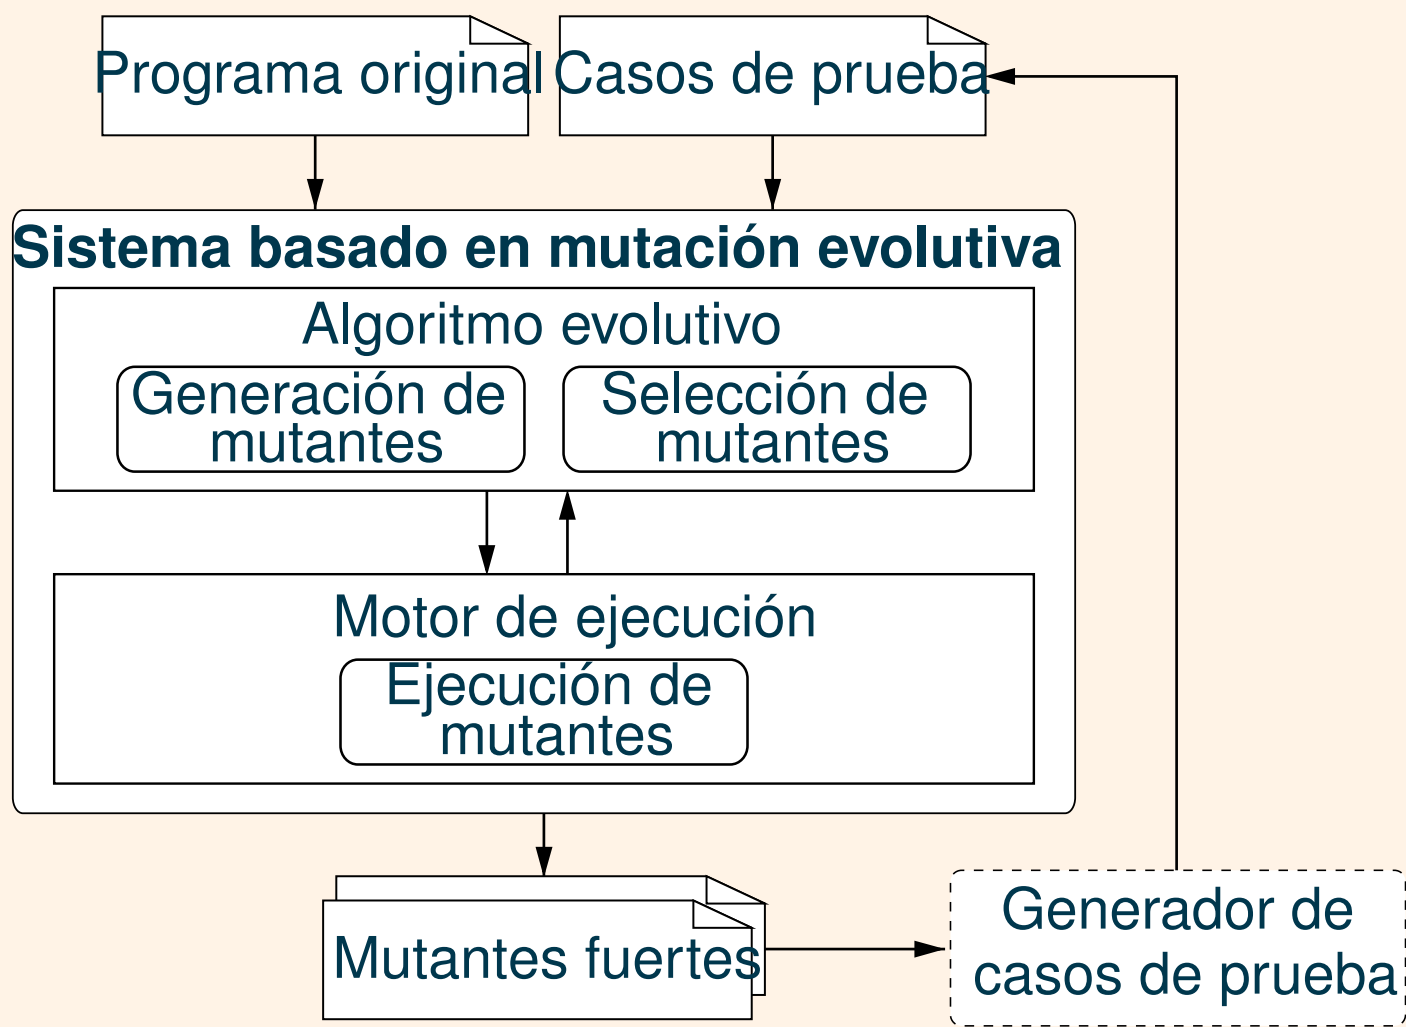 Programa original
Casos de prueba
Sistema basado en mutación evolutiva
Algoritmo evolutivo
Generación de
mutantes
Selección de
mutantes
Motor de ejecución
Ejecución de
mutantes
Mutantes fuertes
Generador de
casos de prueba